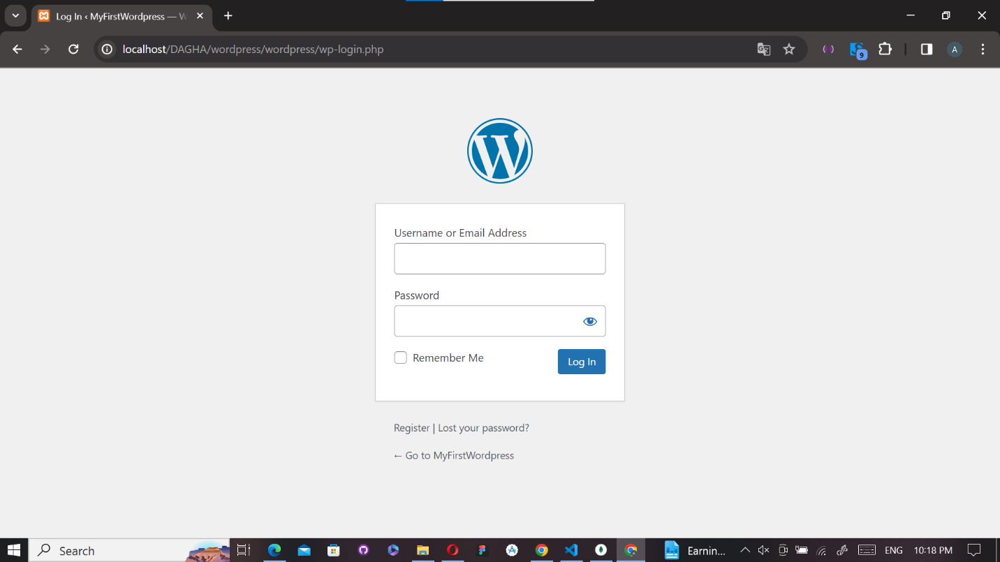 Log In ‹ MyFirstWordpress — W
localhost/DAGHA/wordpress/wordpress/wp-login.php
9
A
Username or Email Address
Password
Remember Me
Log In
Register | Lost your password?
← Go to MyFirstWordpress
Search
Earnin...
ENG
10:18 PM